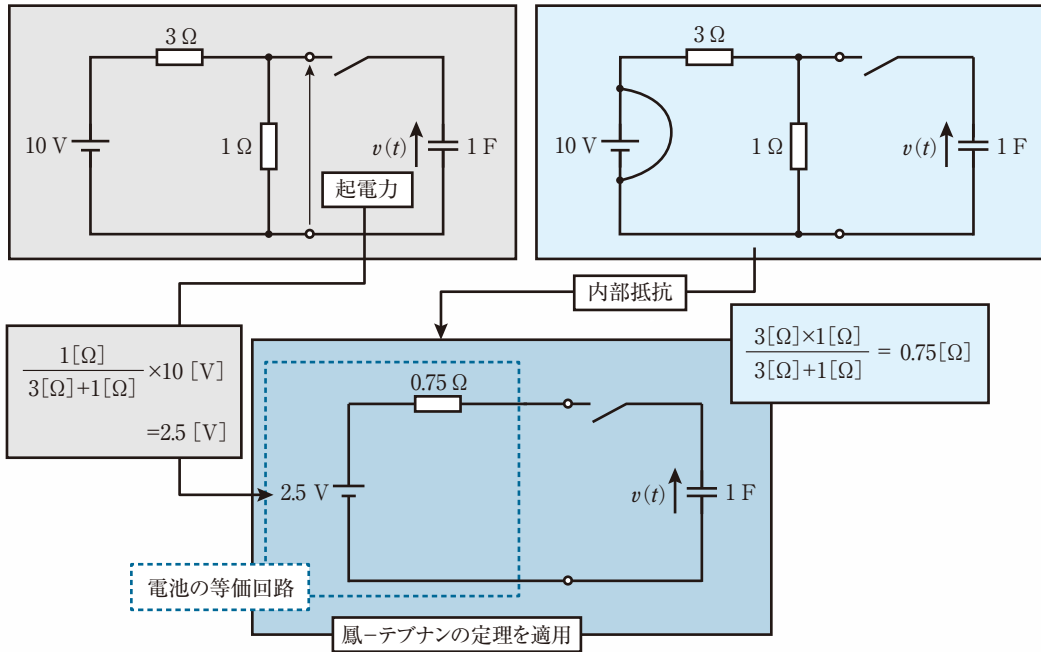 3 Ω
10 V
1 Ω
v(t)
1 F
起電力
3 Ω
10 V
1 Ω
v(t)
1 F
内部抵抗
1[Ω]
3[Ω]+1[Ω]
×10 [V]
=2.5 [V]
3[Ω]×1[Ω]
3[Ω]+1[Ω]
= 0.75[Ω]
0.75 Ω
2.5 V
v(t)
1 F
電池の等価回路
鳳−テブナンの定理を適用